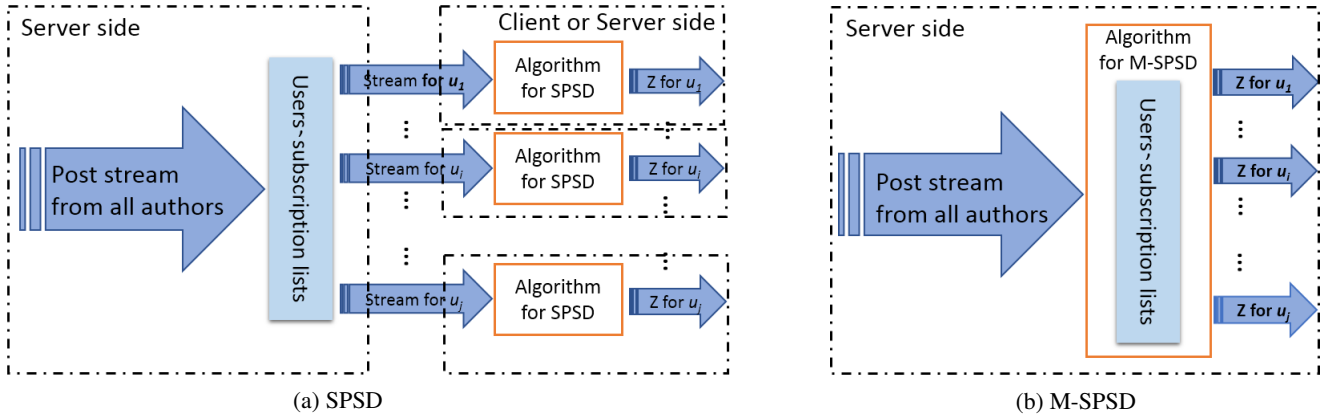 Server side
Post stream
from all authors
Users~subscription lists
Client or Server side
Stream for u1
Algorithm
for SPSD
Z for u1
...
...
Stream for ui
Algorithm
for SPSD
Z for ui
...
...
Stream for uj
Algorithm
for SPSD
Z for uj
(a) SPSD
Server side
Post stream
from all authors
Algorithm
for M-SPSD
Users~subscription lists
Z for u1
...
Z for ui
...
...
Z for uj
(b) M-SPSD